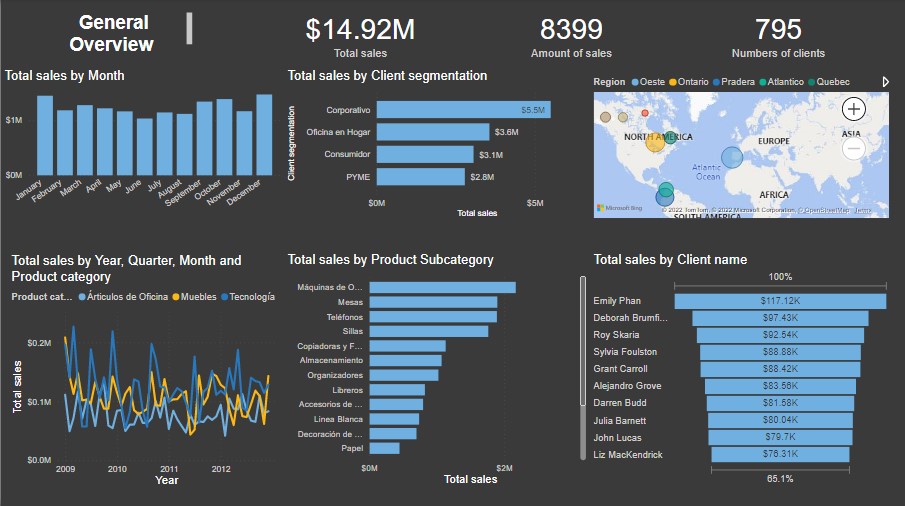 General
Overview
$14.92M
Total sales
8399
Amount of sales
795
Numbers of clients
Total sales by Month
$1M
$0M
January
February
March
April
May
June
July
August
September
October
November
December
Total sales by Client segmentation
Client segmentation
Corporativo
$5.5M
Oficina en Hogar
$3.6M
Consumidor
$3.1M
PYME
$2.8M
$0M
$5M
Total sales
Region Oeste Ontario Pradera Atlantico Quebec
NORTH AMERICA
EUROPE
ASIA
Atlantic
Ocean
AFRICA
SOUTH AMERICA
Microsoft Bing
© 2022 TomTom, © 2022 Microsoft Corporation, © OpenStreetMap Terms
Total sales by Year, Quarter, Month and
Product category
Product cat... Árticulos de Oficina Muebles Tecnología
Total sales
$0.2M
$0.1M
$0.0M
2009
2010
2011
2012
Year
Total sales by Product Subcategory
Máquinas de O...
Mesas
Teléfonos
Sillas
Copiadoras y F...
Almacenamiento
Organizadores
Libreros
Accesorios de ...
Linea Blanca
Decoración de ...
Papel
$0M
$2M
Total sales
Total sales by Client name
100%
Emily Phan
$117.12K
Deborah Brumfi...
$97.43K
Roy Skaria
$92.54K
Sylvia Foulston
$88.88K
Grant Carroll
$88.42K
Alejandro Grove
$83.56K
Darren Budd
$81.58K
Julia Barnett
$80.04K
John Lucas
$79.7K
Liz MacKendrick
$76.31K
65.1%